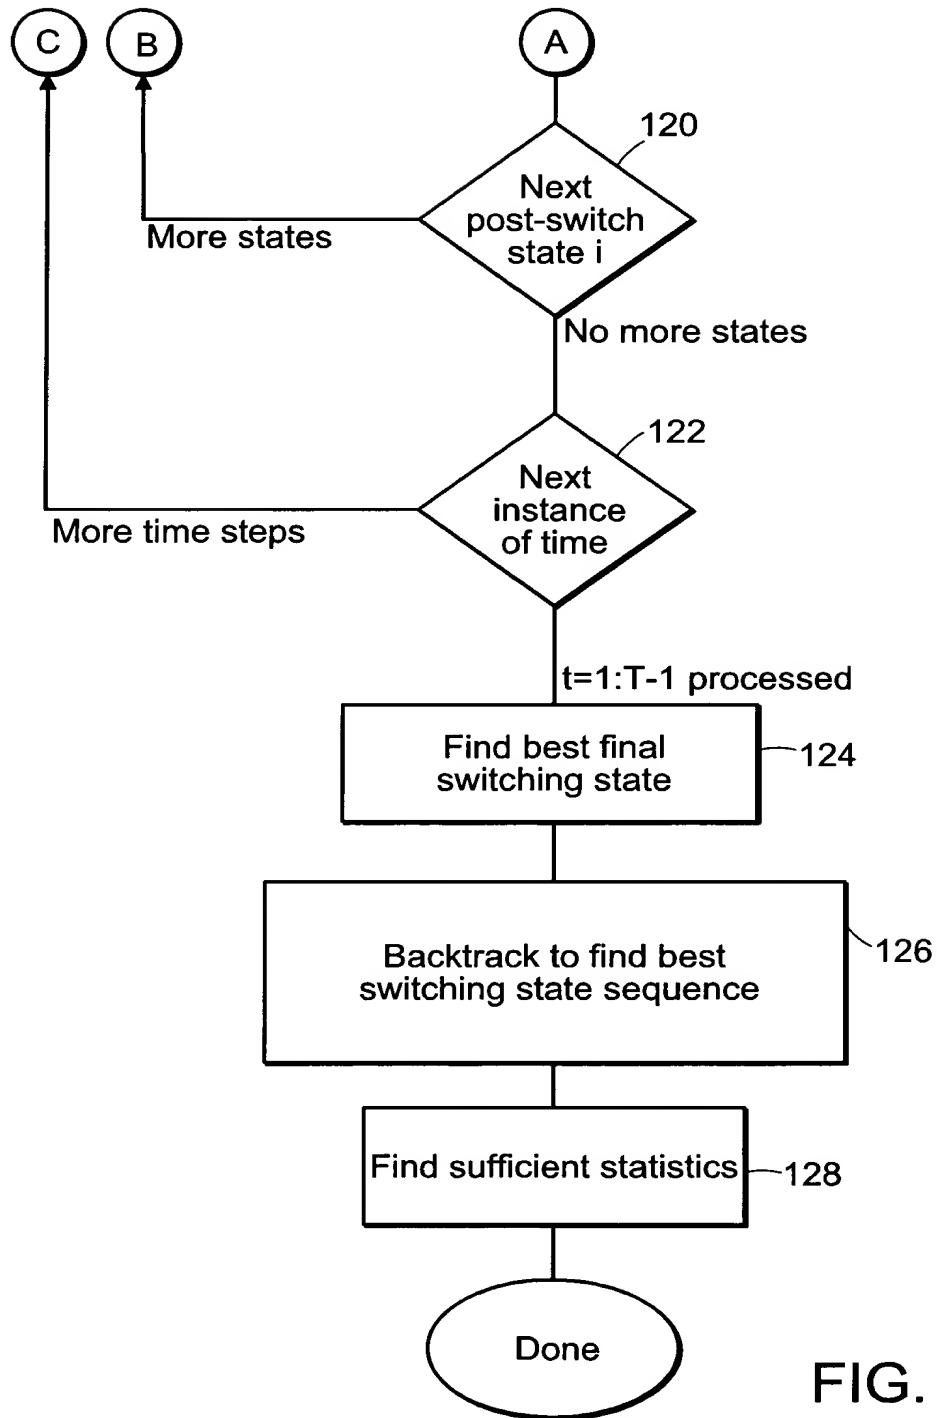 C
B
A
120
Next
post-switch
state i
More states
No more states
122
Next
instance
of time
More time steps
t=1:T-1 processed
Find best final
switching state
124
Backtrack to find best
switching state sequence
126
Find sufficient statistics
128
Done
FIG.